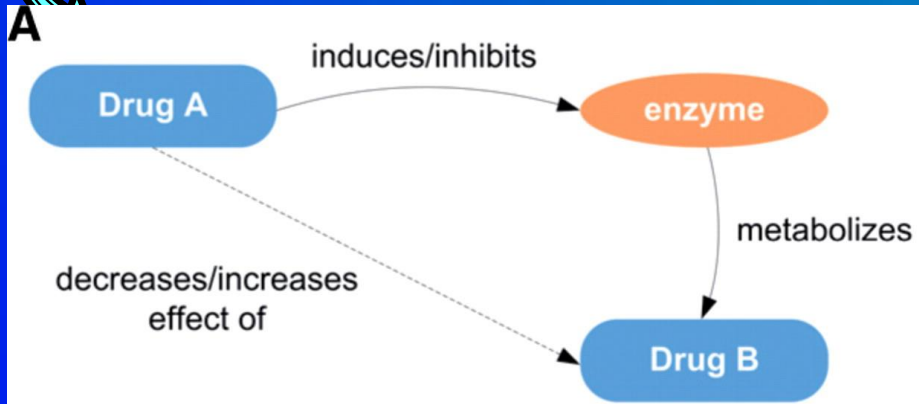 A
induces/inhibits
Drug A
enzyme
metabolizes
decreases/increases
effect of
Drug B